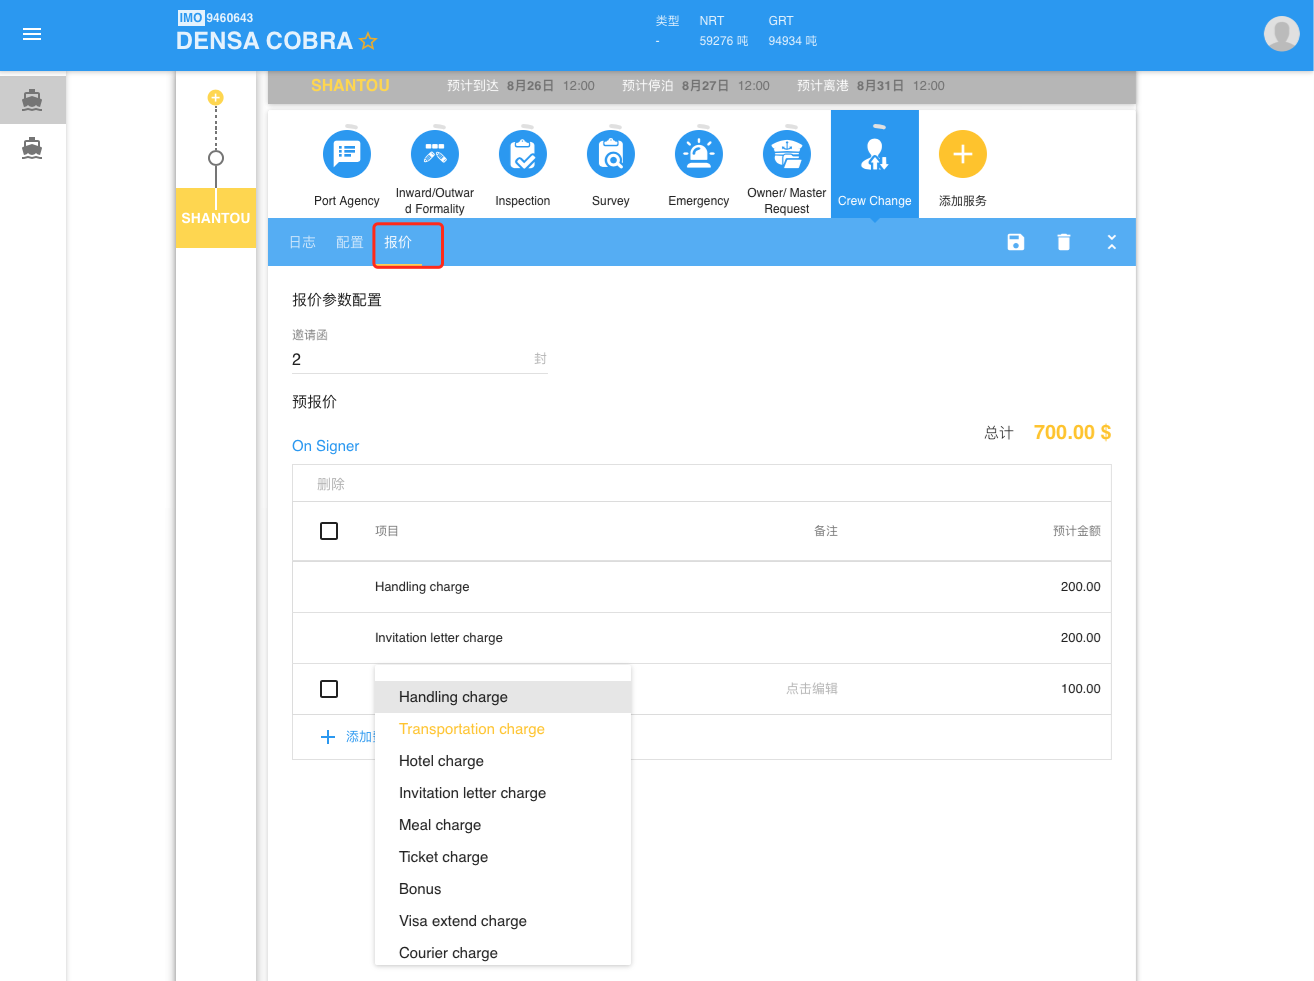 IMO 9460643
DENSA COBRA
类型 NRT GRT
- 59276 吨 94934 吨
SHANTOU 预计到达 8月26日 12:00 预计停泊 8月27日 12:00 预计离港 8月31日 12:00
SHANTOU
Port Agency
Inward/Outwar
d Formality
Inspection
Survey
Emergency
Owner/ Master
Request
Crew Change
添加服务
日志 配置 报价
报价参数配置
邀请函
2 封
预报价
总计 700.00 $
On Signer
删除
项目 备注 预计金额
Handling charge 200.00
Invitation letter charge 200.00
点击编辑 100.00
添加
Handling charge
Transportation charge
Hotel charge
Invitation letter charge
Meal charge
Ticket charge
Bonus
Visa extend charge
Courier charge